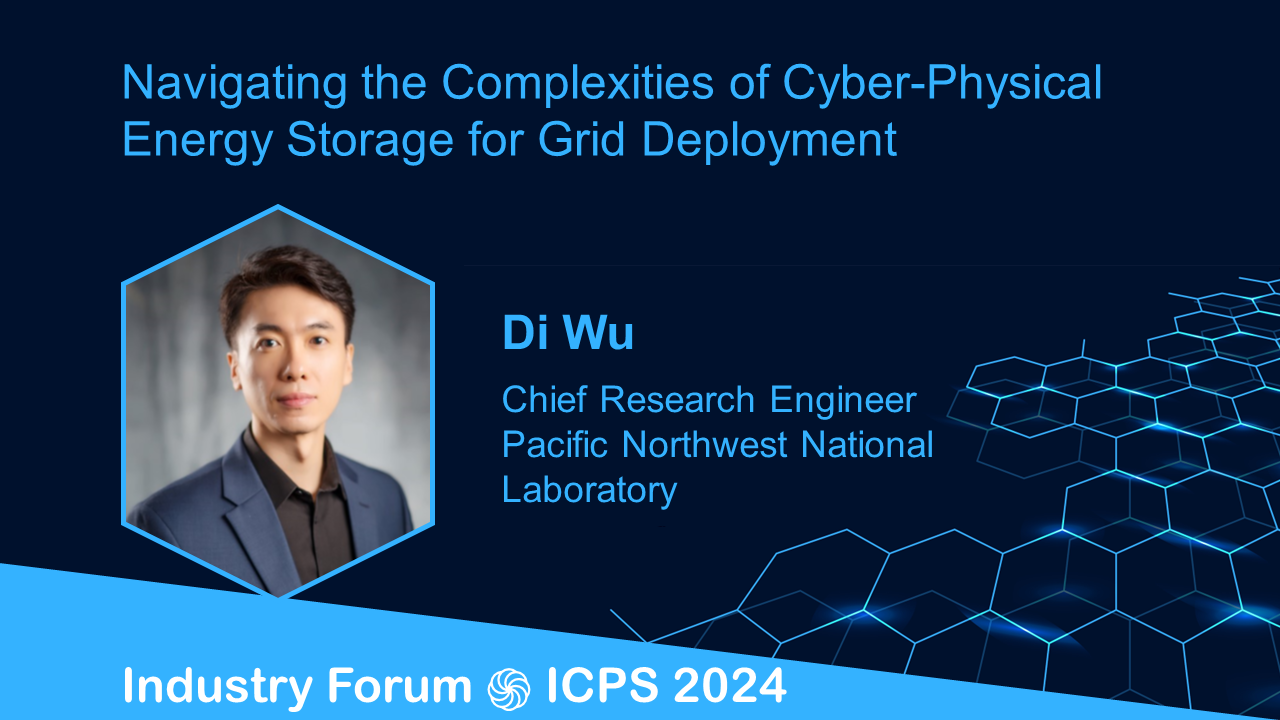 Navigating the Complexities of Cyber-Physical
Energy Storage for Grid Deployment
Di Wu
Chief Research Engineer
Pacific Northwest National
Laboratory
Industry Forum ICPS 2024